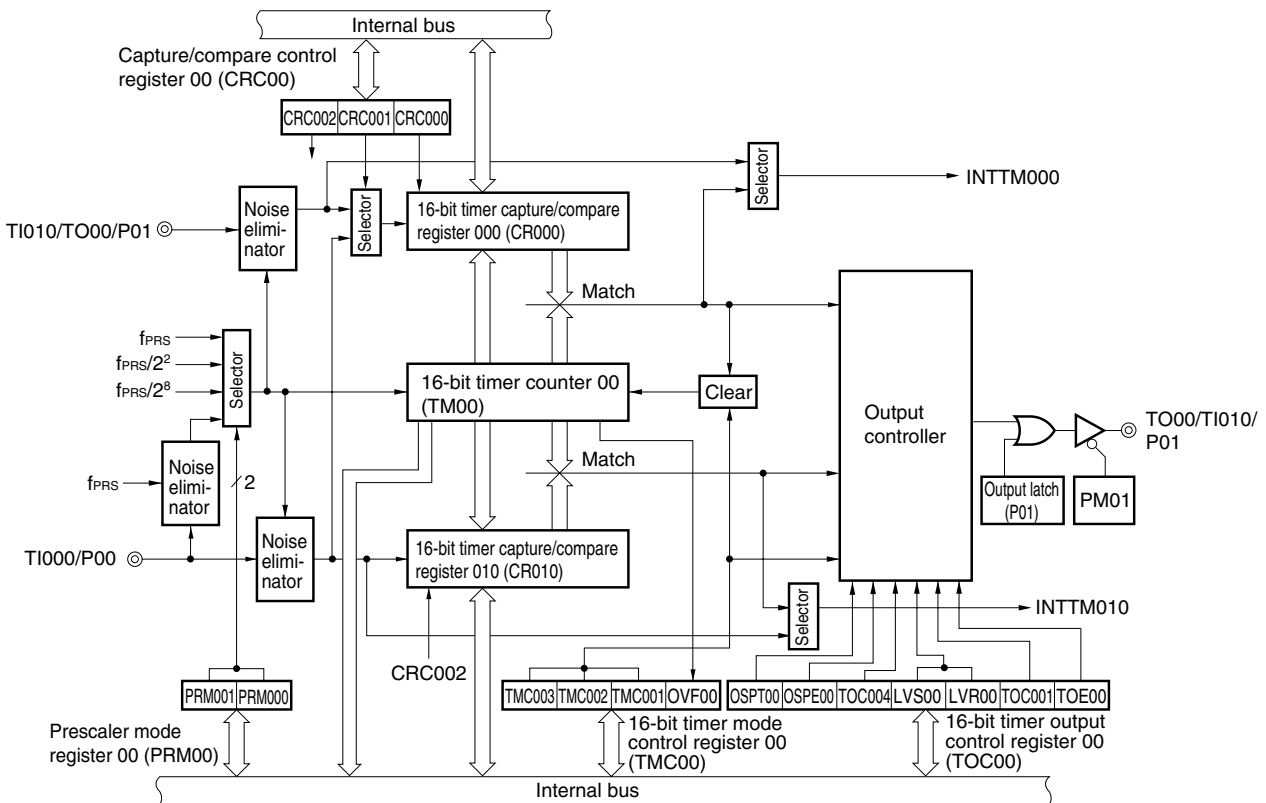 Internal bus
Capture/compare control
register 00 (CRC00)
CRC002 CRC001 CRC000
Selector
INTTM000
TI010/TO00/P01
Noise
elimi-
nator
Selector
16-bit timer capture/compare
register 000 (CR000)
Match
fPRS
fPRS/2²
fPRS/2⁸
Selector
16-bit timer counter 00
(TM00)
Clear
Output
controller
TO00/TI010/
P01
Output latch
(P01)
PM01
Match
fPRS
Noise
elimi-
nator
2
TI000/P00
Noise
elimi-
nator
16-bit timer capture/compare
register 010 (CR010)
Selector
INTTM010
CRC002
PRM001 PRM000
TMC003 TMC002 TMC001 OVF00
OSPT00 OSPE00 TOC004 LVS00 LVR00 TOC001 TOE00
Prescaler mode
register 00 (PRM00)
16-bit timer mode
control register 00
(TMC00)
16-bit timer output
control register 00
(TOC00)
Internal bus